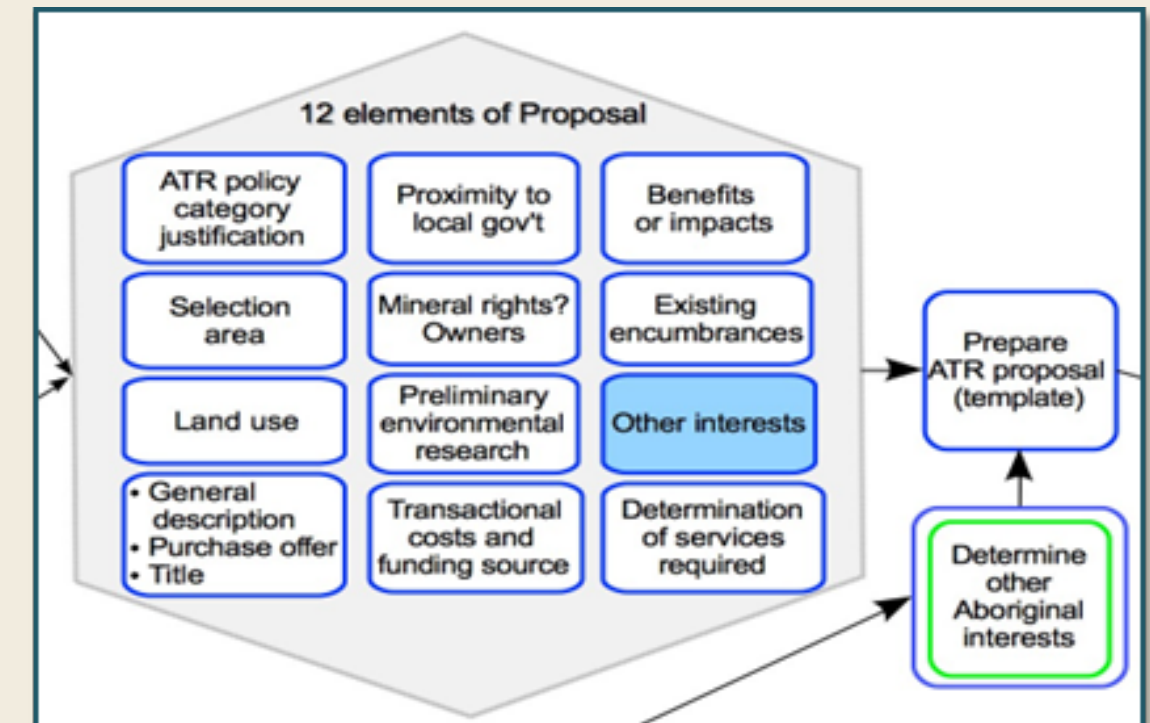 12 elements of Proposal
ATR policy
category
justification
Proximity to
local gov't
Benefits
or impacts
Selection
area
Mineral rights?
Owners
Existing
encumbrances
Land use
Preliminary
environmental
research
Other interests
• General
description
• Purchase offer
• Title
Transactional
costs and
funding source
Determination
of services
required
Prepare
ATR proposal
(template)
Determine
other
Aboriginal
interests